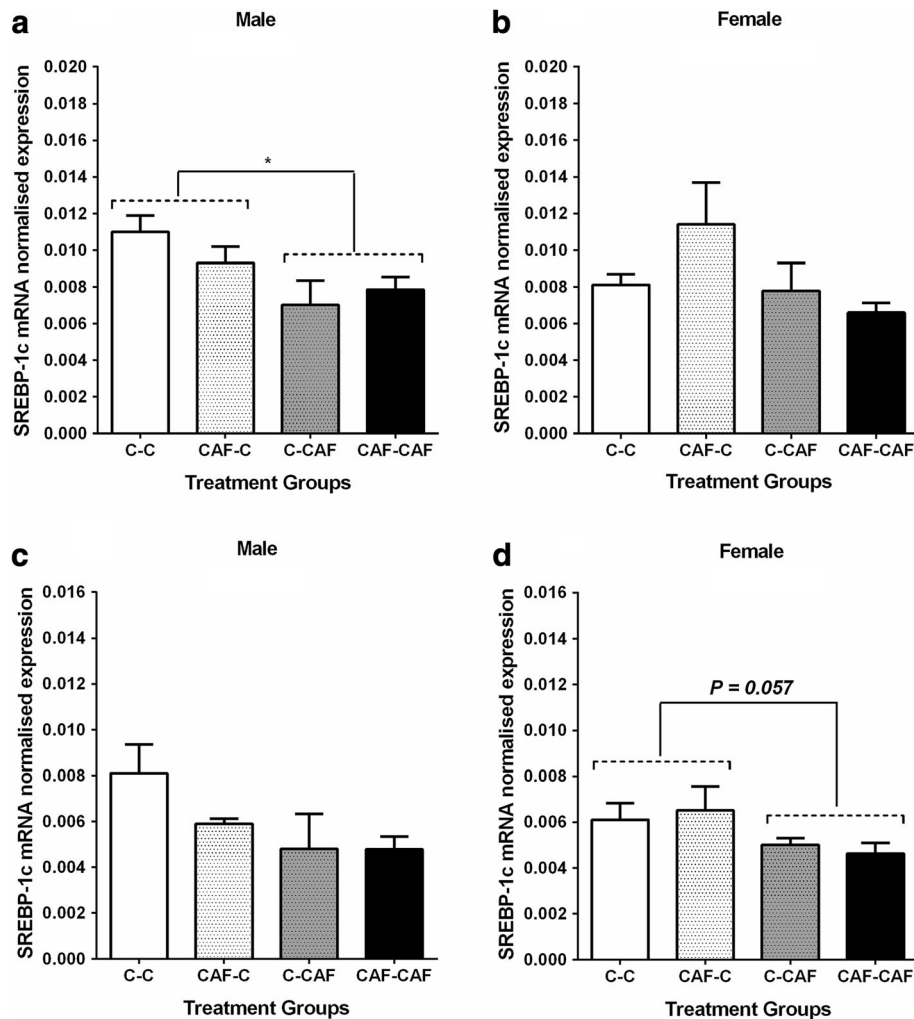 a
Male
SREBP-1c mRNA normalised expression
0.020
0.018
0.016
0.014
0.012
0.010
0.008
0.006
0.004
0.002
0.000
*
C-C CAF-C C-CAF CAF-CAF
Treatment Groups
b
Female
SREBP-1c mRNA normalised expression
0.020
0.018
0.016
0.014
0.012
0.010
0.008
0.006
0.004
0.002
0.000
C-C CAF-C C-CAF CAF-CAF
Treatment Groups
c
Male
SREBP-1c mRNA normalised expression
0.016
0.014
0.012
0.010
0.008
0.006
0.004
0.002
0.000
C-C CAF-C C-CAF CAF-CAF
Treatment Groups
d
Female
SREBP-1c mRNA normalised expression
0.016
0.014
0.012
0.010
0.008
0.006
0.004
0.002
0.000
P = 0.057
C-C CAF-C C-CAF CAF-CAF
Treatment Groups